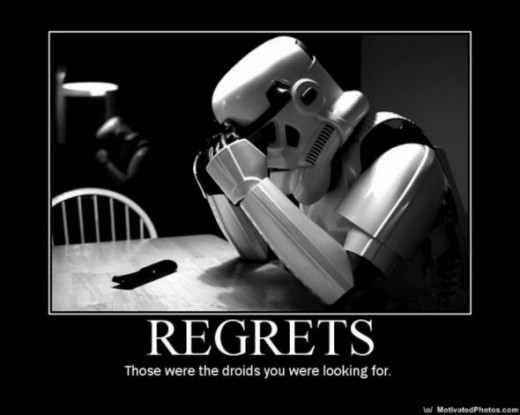 REGRETS
Those were the droids you were looking for.
\o/ MotivatedPhotos.com